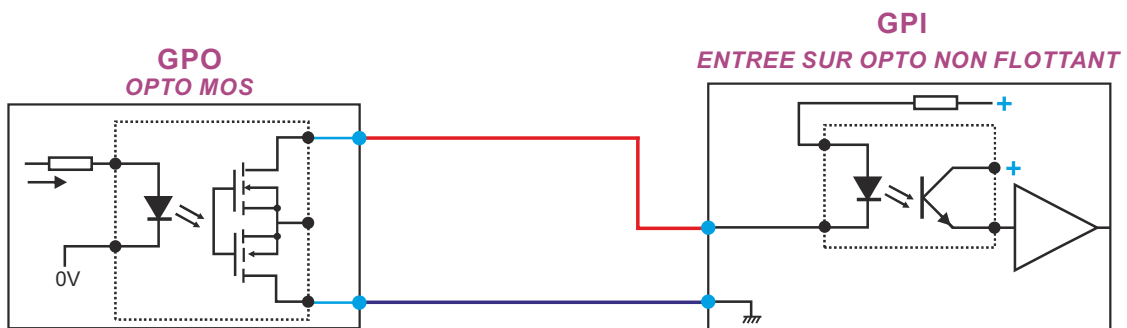 GPO
OPTO MOS
GPI
ENTREE SUR OPTO NON FLOTTANT
+
+
0V